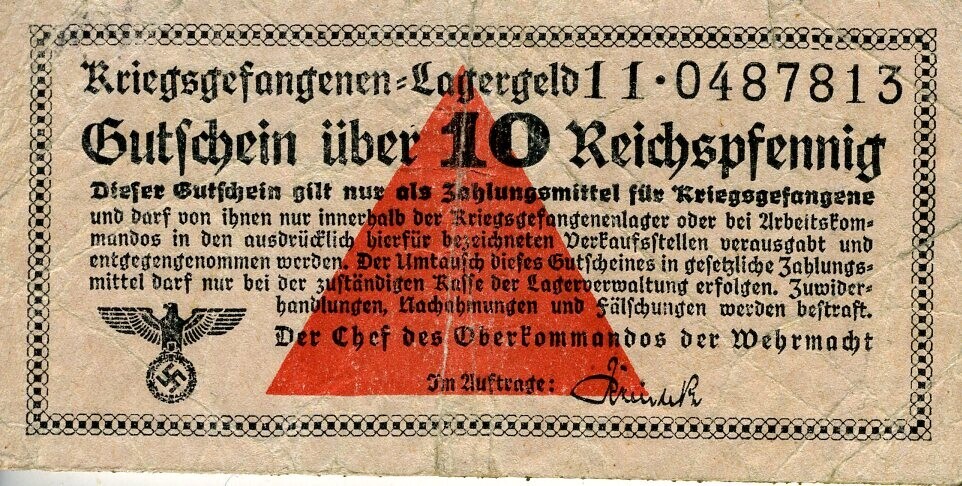 Kriegsgefangenen-Lagergeld 11·0487813
Gutschein über 10 Reichspfennig
Dieser Gutschein gilt nur als Zahlungsmittel für Kriegsgefangene
und darf von ihnen nur innerhalb der Kriegsgefangenenlager oder bei Arbeitskom-
mandos in den ausdrücklich hierfür bezeichneten Verkaufsstellen verausgabt und
entgegengenommen werden. Der Umtausch dieses Gutscheines in gesetzliche Zahlungs-
mittel darf nur bei der zuständigen Kasse der Lagerverwaltung erfolgen. Zuwider-
handlungen, Nachahmungen und Fälschungen werden bestraft.
Der Chef des Oberkommandos der Wehrmacht
Im Auftrage: